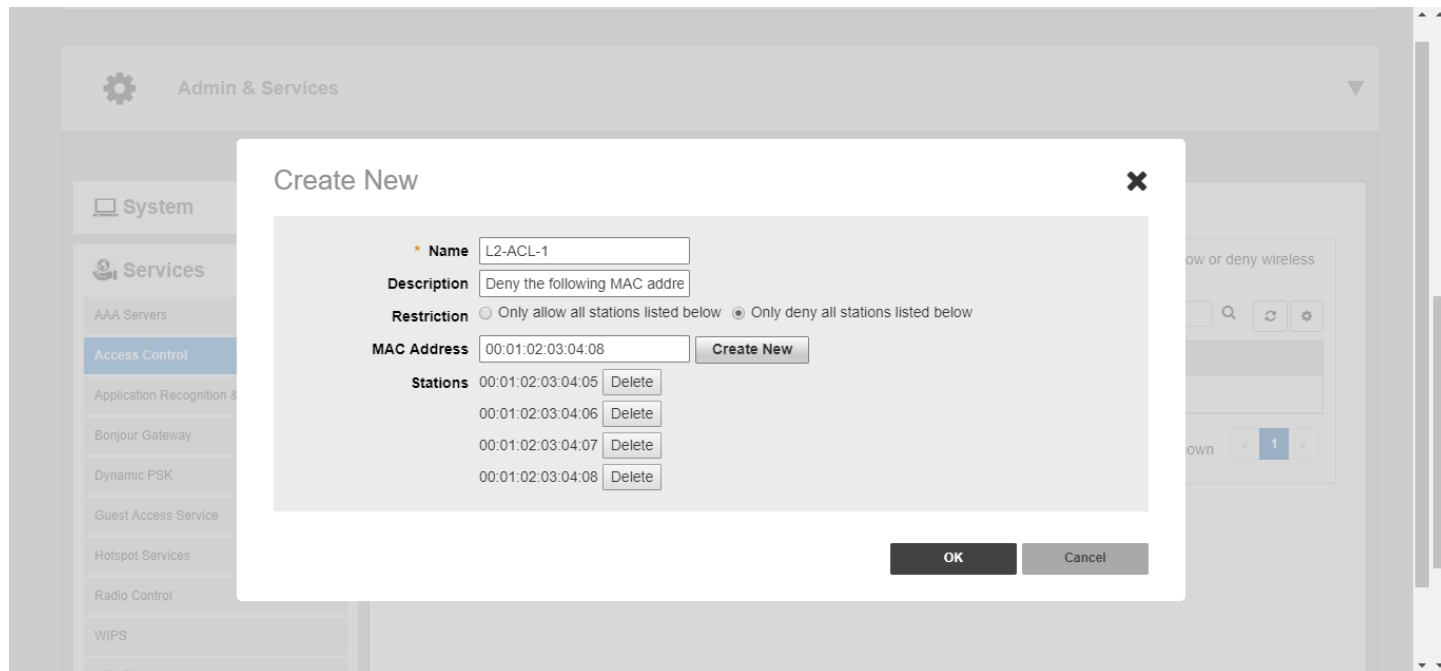 Admin & Services
Create New
System
* Name L2-ACL-1
Services
ow or deny wireless
Description Deny the following MAC addre
AAA Servers
Restriction Only allow all stations listed below Only deny all stations listed below
Access Control
MAC Address 00:01:02:03:04:08 Create New
Stations 00:01:02:03:04:05 Delete
Application Recognition &
00:01:02:03:04:06 Delete
Bonjour Gateway
00:01:02:03:04:07 Delete
own « 1 »
Dynamic PSK
00:01:02:03:04:08 Delete
Guest Access Service
Hotspot Services
OK Cancel
Radio Control
WIPS